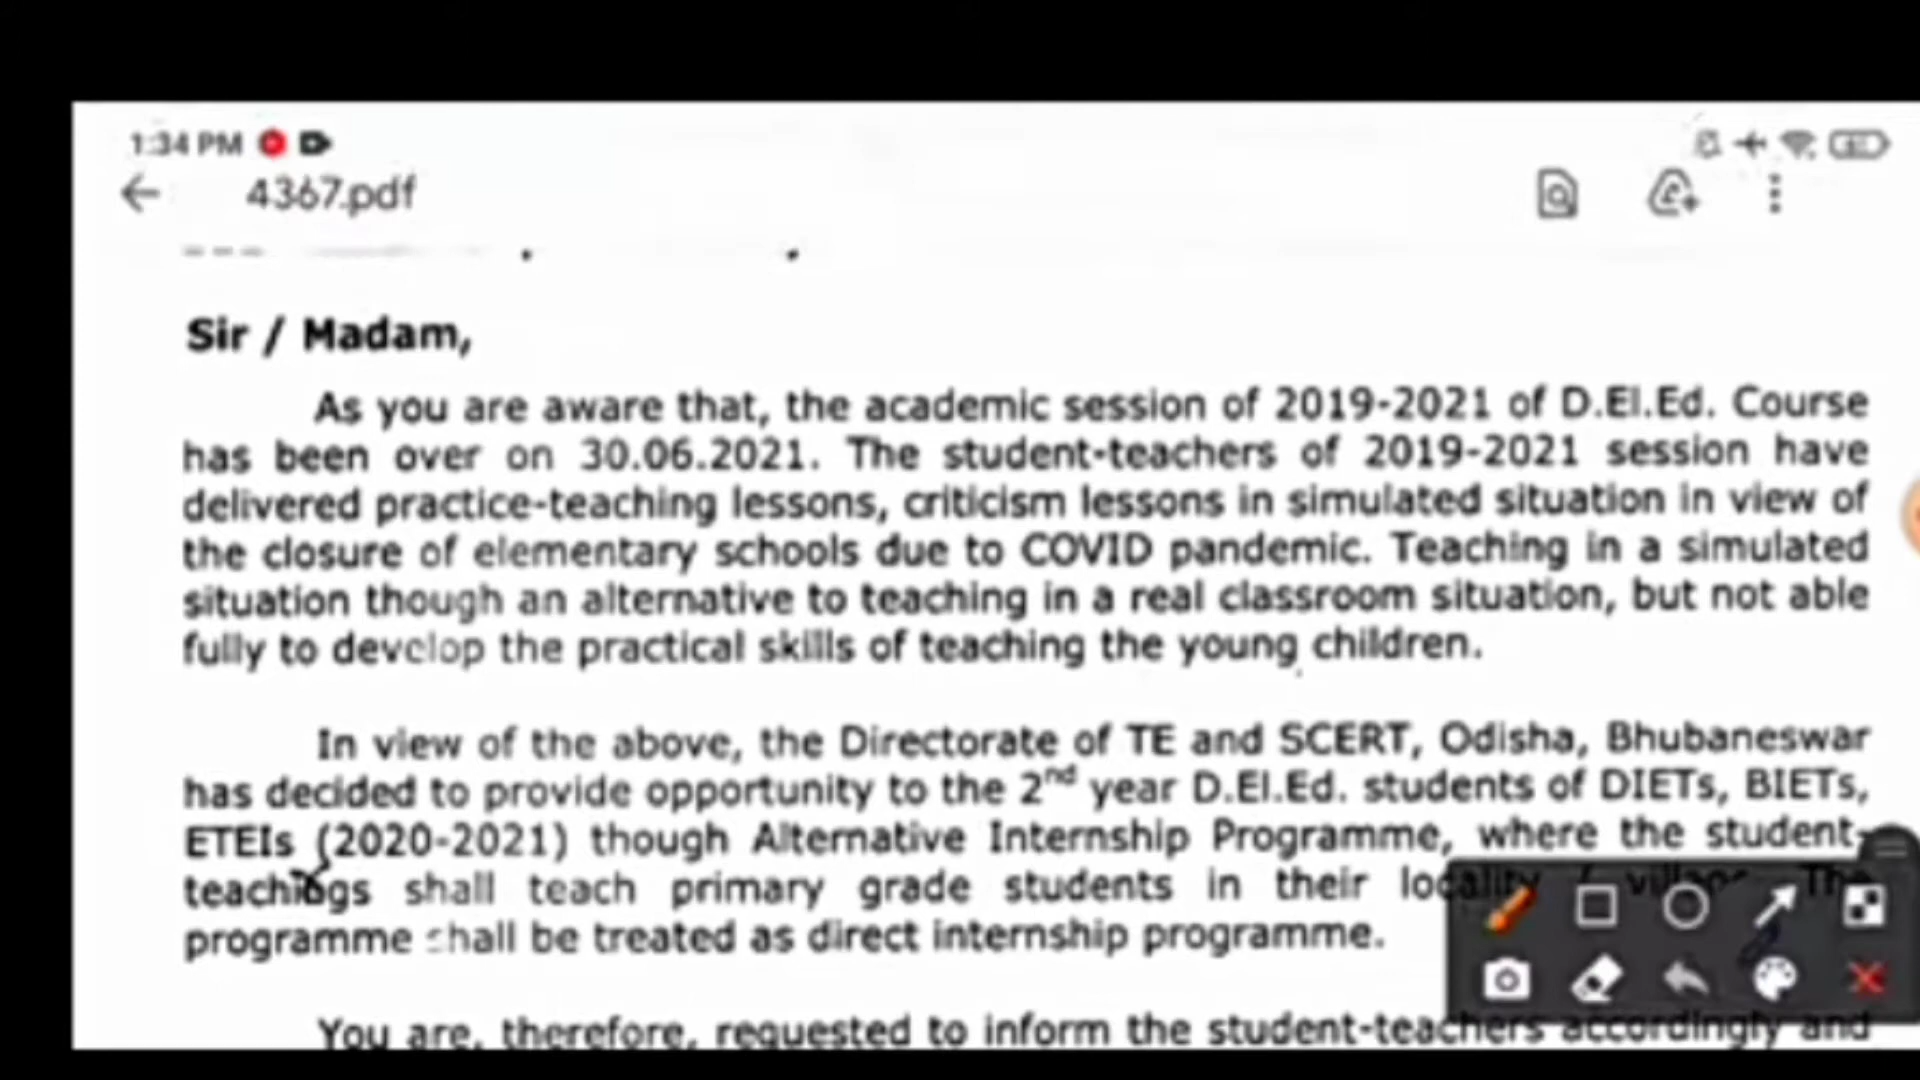 1:34 PM
4367.pdf
Sir / Madam,
As you are aware that, the academic session of 2019-2021 of D.El.Ed. Course
has been over on 30.06.2021. The student-teachers of 2019-2021 session have
delivered practice-teaching lessons, criticism lessons in simulated situation in view of
the closure of elementary schools due to COVID pandemic. Teaching in a simulated
situation though an alternative to teaching in a real classroom situation, but not able
fully to develop the practical skills of teaching the young children.
In view of the above, the Directorate of TE and SCERT, Odisha, Bhubaneswar
has decided to provide opportunity to the 2nd year D.El.Ed. students of DIETs, BIETs,
ETEIs (2020-2021) though Alternative Internship Programme, where the student-
teachings shall teach primary grade students in their locality / village. The
programme shall be treated as direct internship programme.
You are, therefore, requested to inform the student-teachers accordingly and